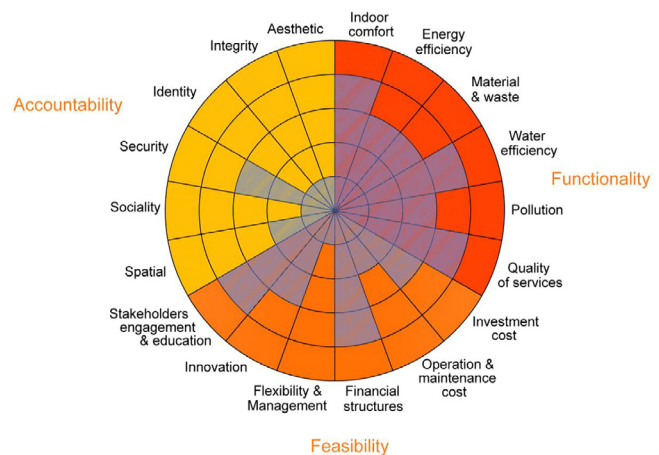 Aesthetic
Indoor
comfort
Energy
efficiency
Material
& waste
Water
efficiency
Functionality
Pollution
Quality
of services
Investment
cost
Operation &
maintenance
cost
Financial
structures
Feasibility
Flexibility &
Management
Innovation
Stakeholders
engagement
& education
Spatial
Sociality
Security
Accountability
Identity
Integrity